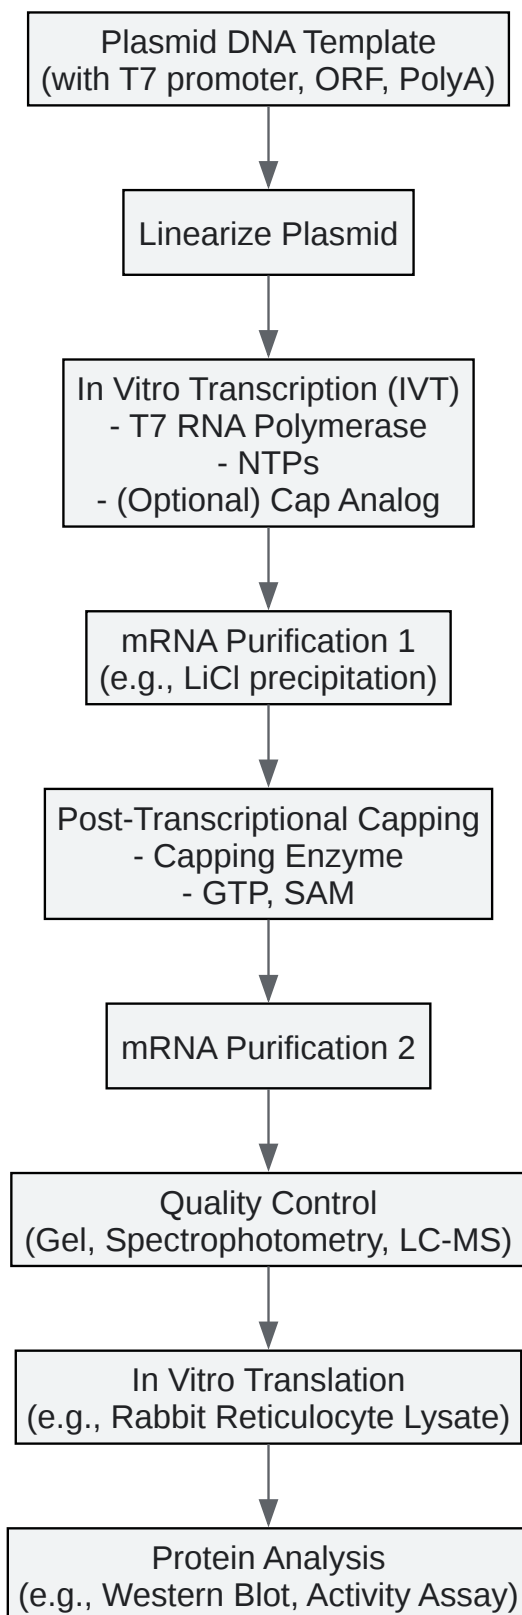 Plasmid DNA Template
(with T7 promoter, ORF, PolyA)
Linearize Plasmid
In Vitro Transcription (IVT)
- T7 RNA Polymerase
- NTPs
- (Optional) Cap Analog
mRNA Purification 1
(e.g., LiCl precipitation)
Post-Transcriptional Capping
- Capping Enzyme
- GTP, SAM
mRNA Purification 2
Quality Control
(Gel, Spectrophotometry, LC-MS)
In Vitro Translation
(e.g., Rabbit Reticulocyte Lysate)
Protein Analysis
(e.g., Western Blot, Activity Assay)